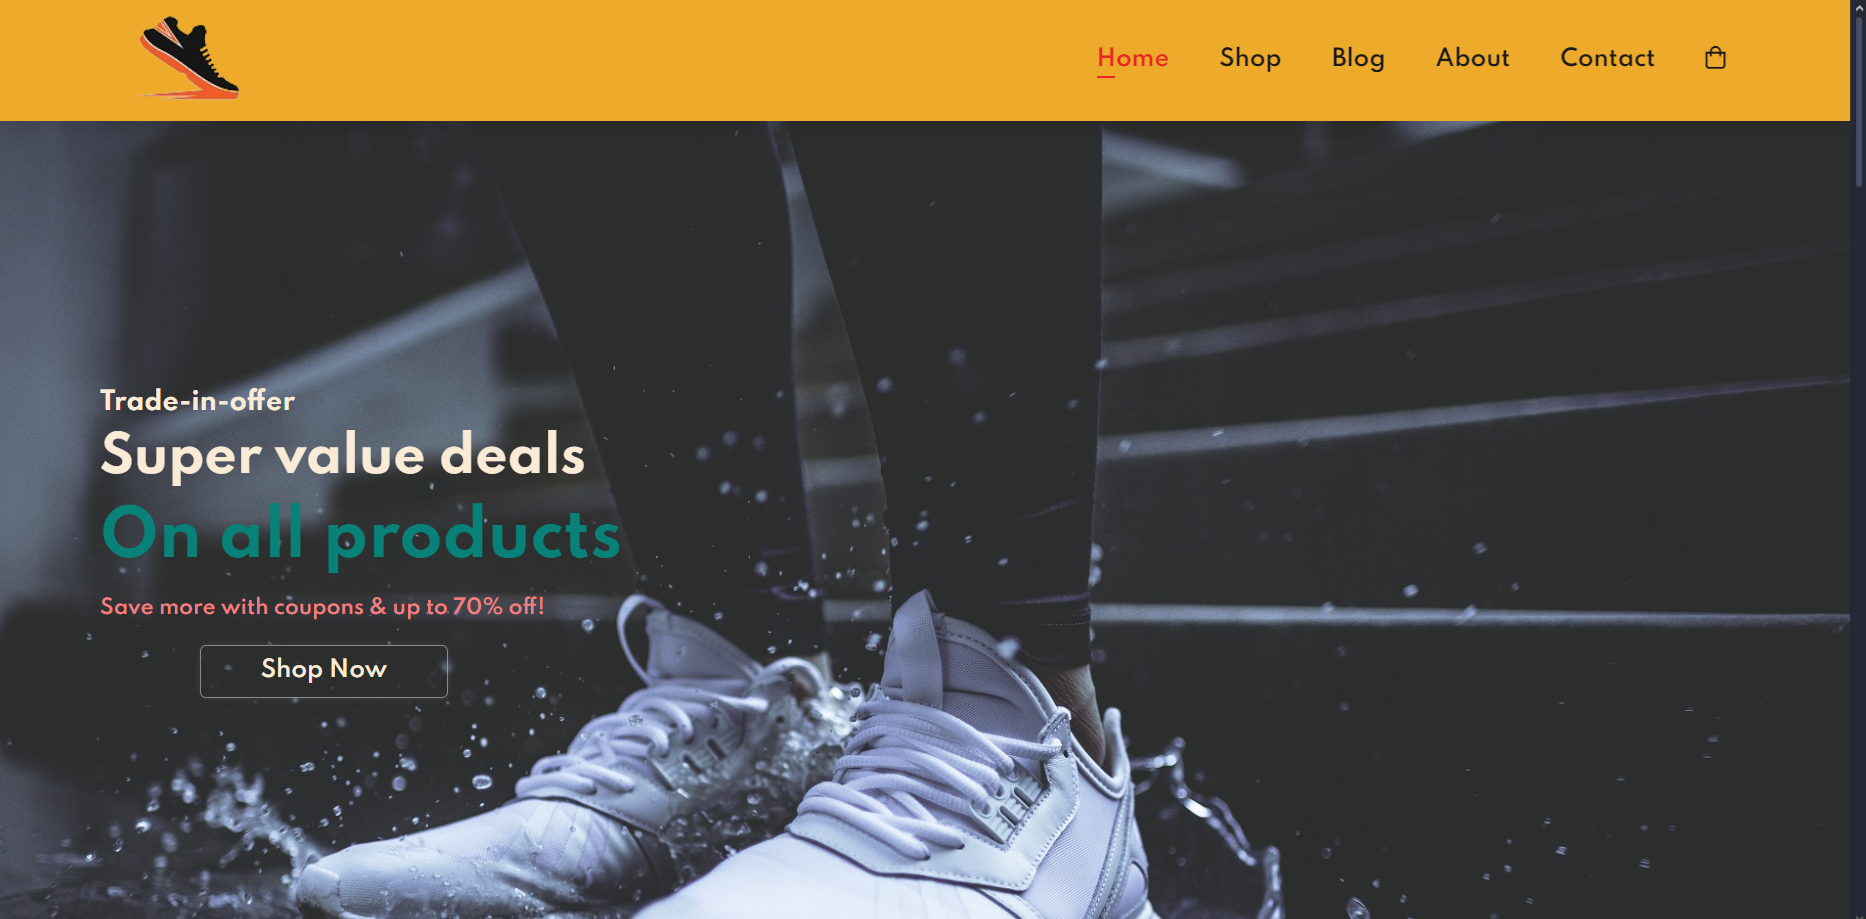 Home Shop Blog About Contact
Trade-in-offer
Super value deals
On all products
Save more with coupons & up to 70% off!
Shop Now